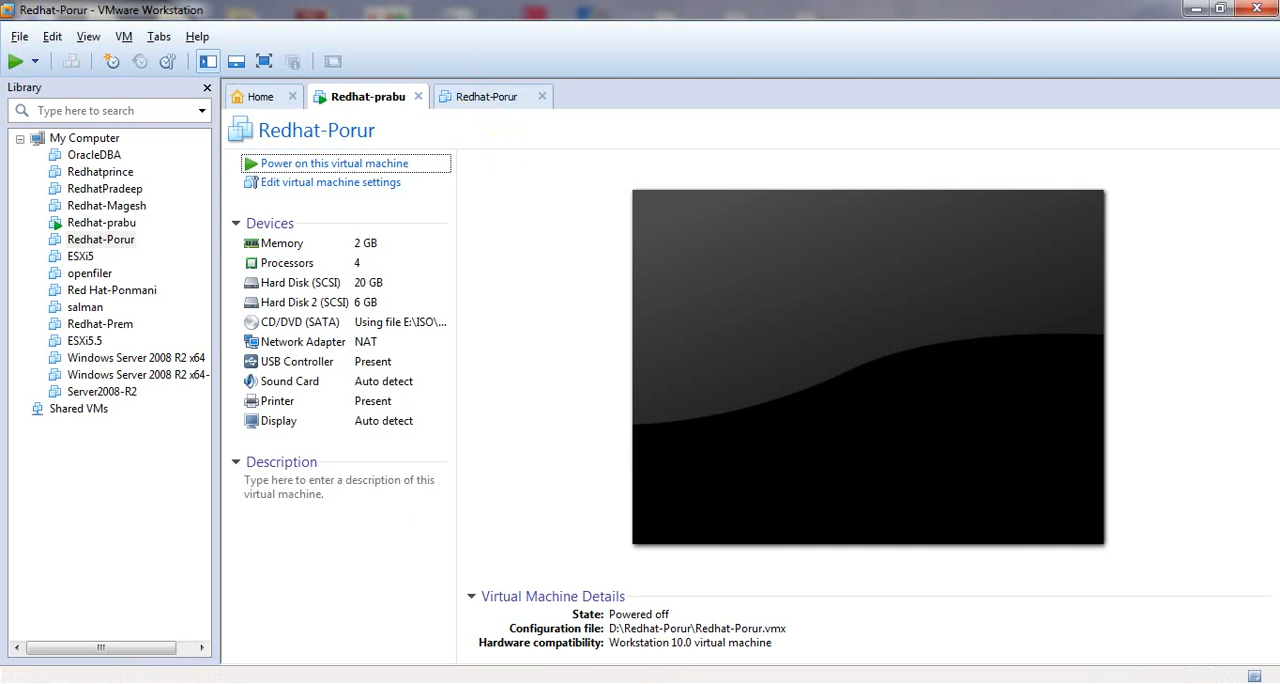 Redhat-Porur - VMware Workstation
File Edit View VM Tabs Help
Library
Type here to search
My Computer
OracleDBA
Redhatprince
RedhatPradeep
Redhat-Magesh
Redhat-prabu
Redhat-Porur
ESXi5
openfiler
Red Hat-Ponmani
salman
Redhat-Prem
ESXi5.5
Windows Server 2008 R2 x64
Windows Server 2008 R2 x64-
Server2008-R2
Shared VMs
Home Redhat-prabu Redhat-Porur
Redhat-Porur
Power on this virtual machine
Edit virtual machine settings
Devices
Memory 2 GB
Processors 4
Hard Disk (SCSI) 20 GB
Hard Disk 2 (SCSI) 6 GB
CD/DVD (SATA) Using file E:\ISO\...
Network Adapter NAT
USB Controller Present
Sound Card Auto detect
Printer Present
Display Auto detect
Description
Type here to enter a description of this
virtual machine.
Virtual Machine Details
State: Powered off
Configuration file: D:\Redhat-Porur\Redhat-Porur.vmx
Hardware compatibility: Workstation 10.0 virtual machine